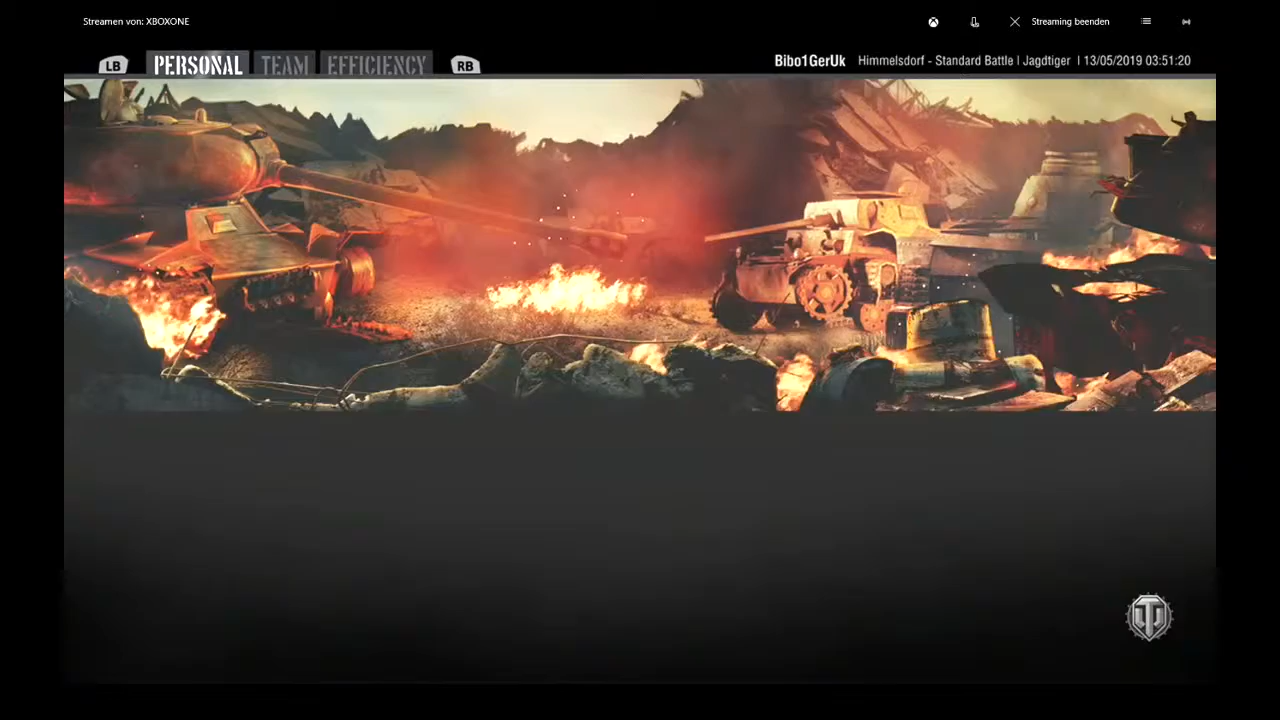 Streamen von: XBOXONE
Streaming beenden
LB PERSONAL TEAM EFFICIENCY RB
Bibo1GerUk Himmelsdorf - Standard Battle | Jagdtiger | 13/05/2019 03:51:20